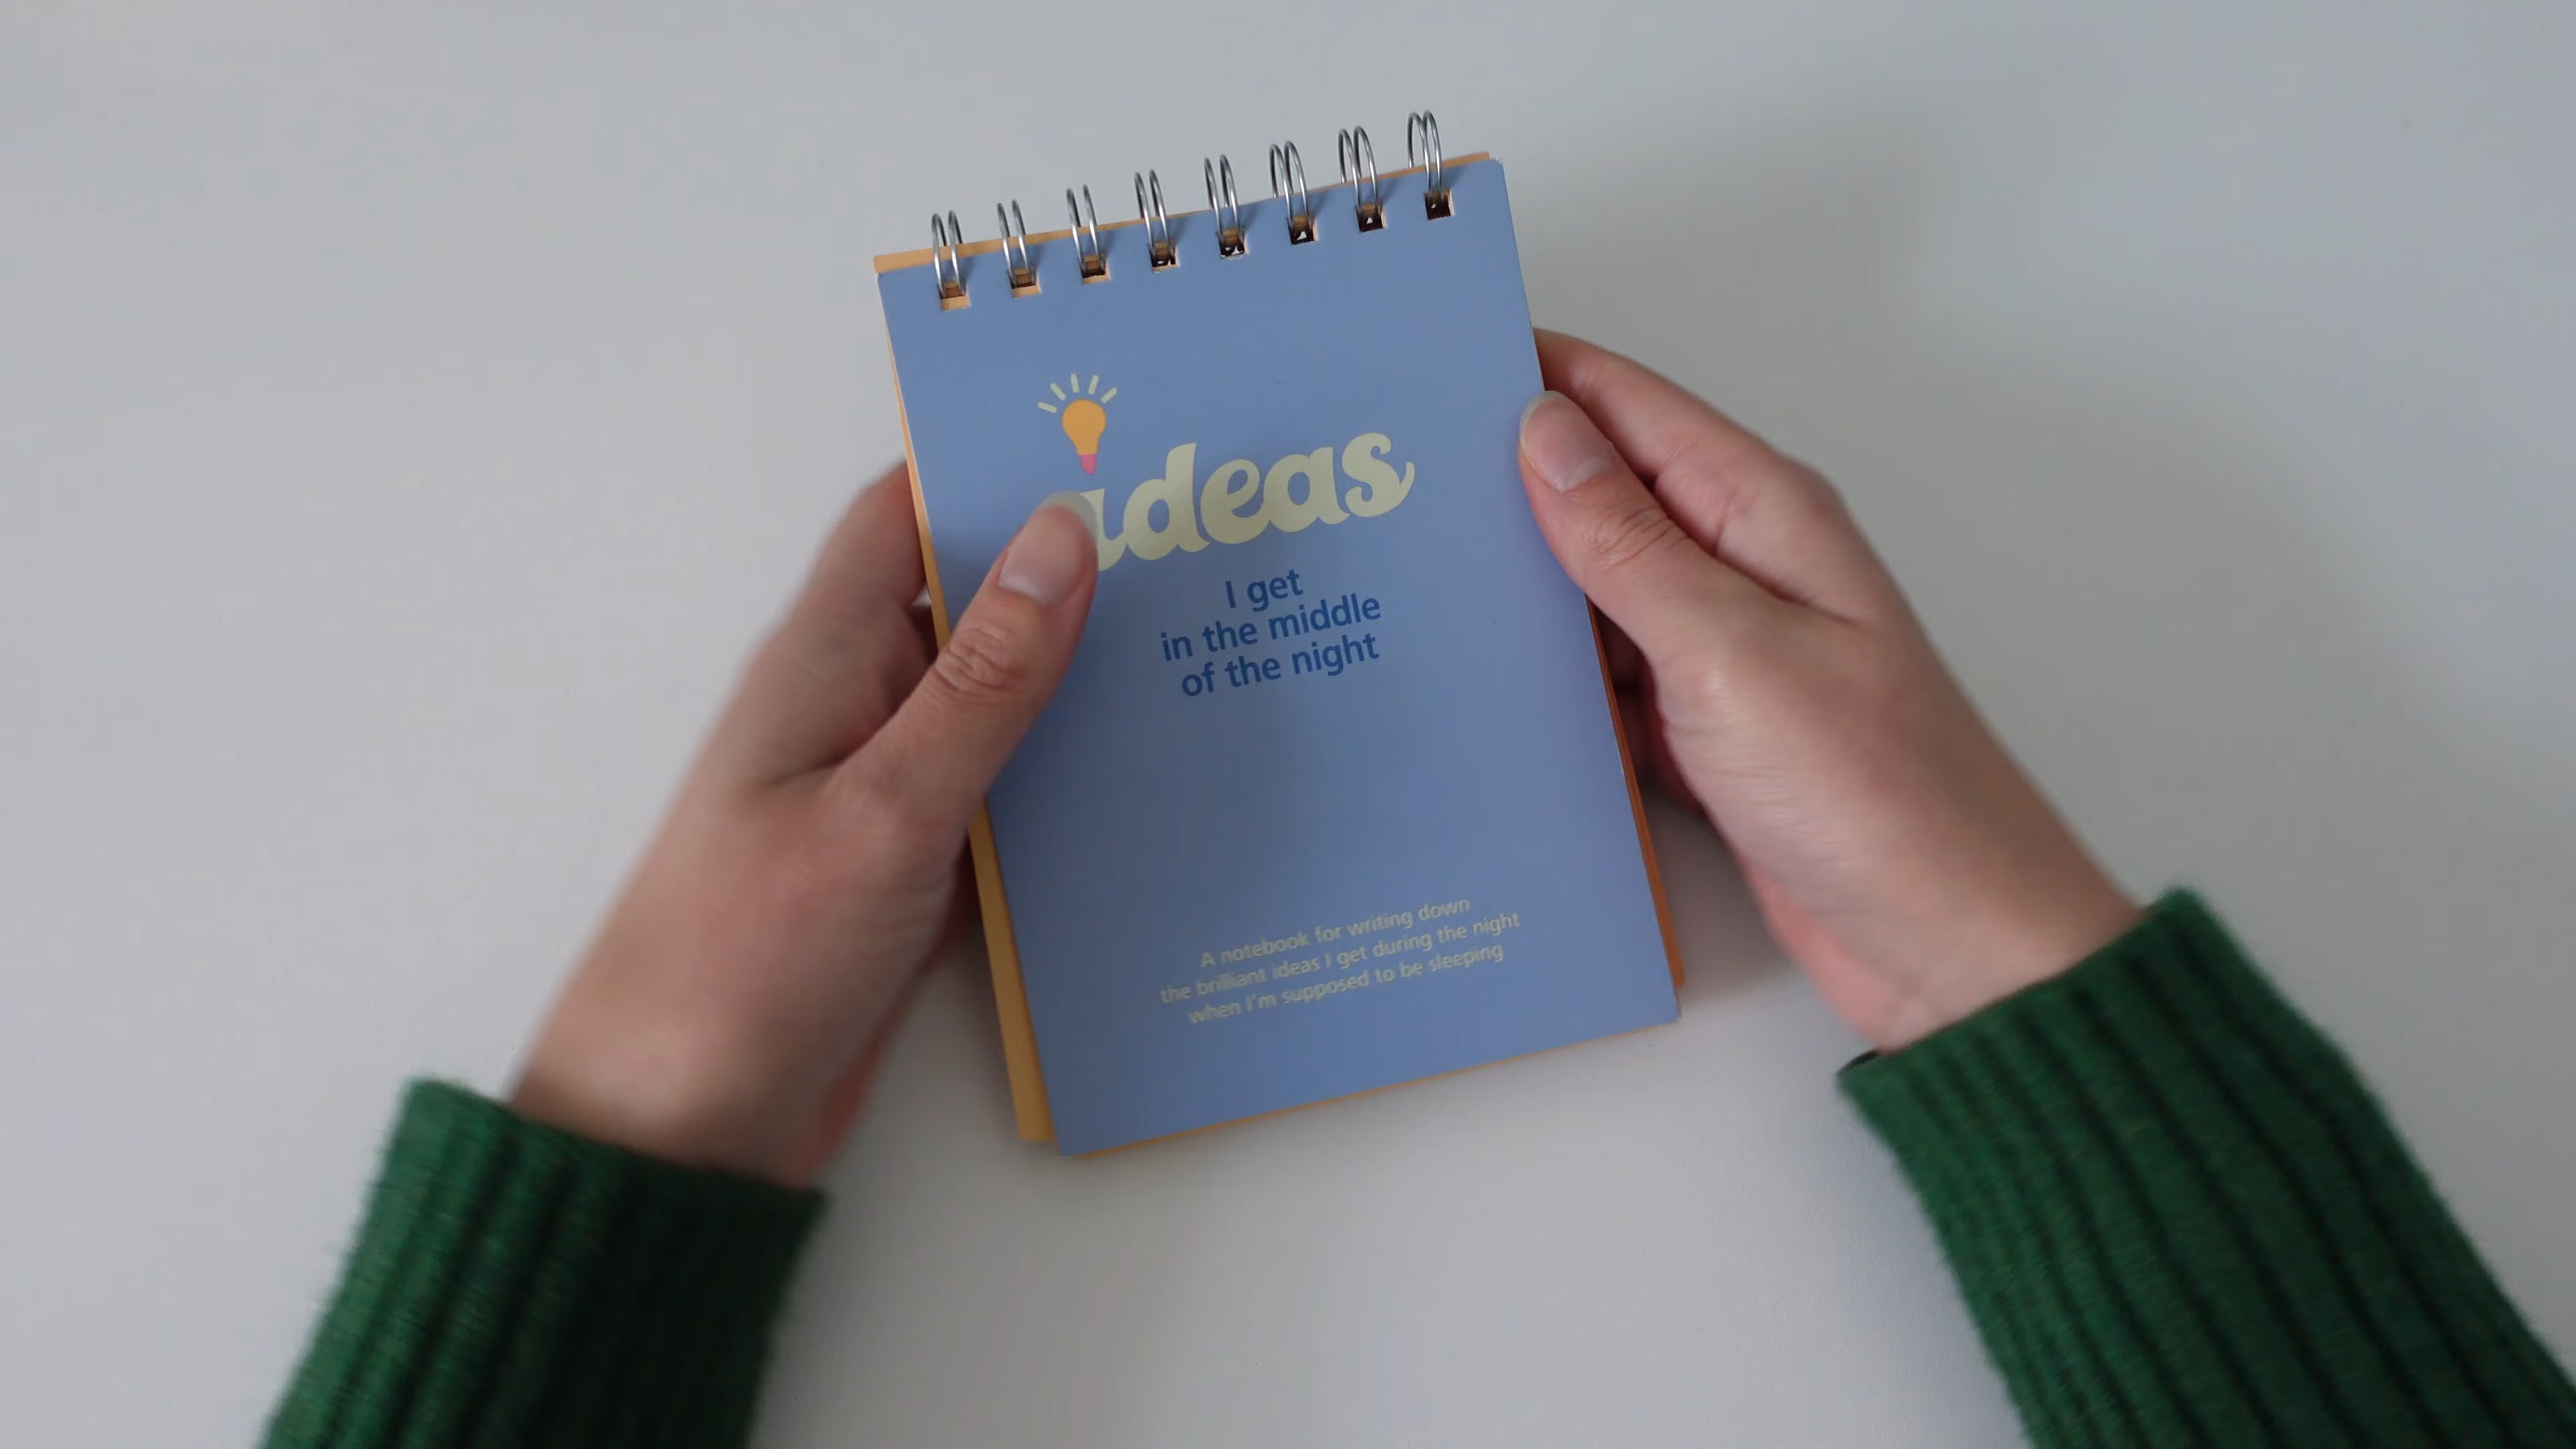 ideas
I get
in the middle
of the night
A notebook for writing down
the brilliant ideas I get during the night
when I'm supposed to be sleeping